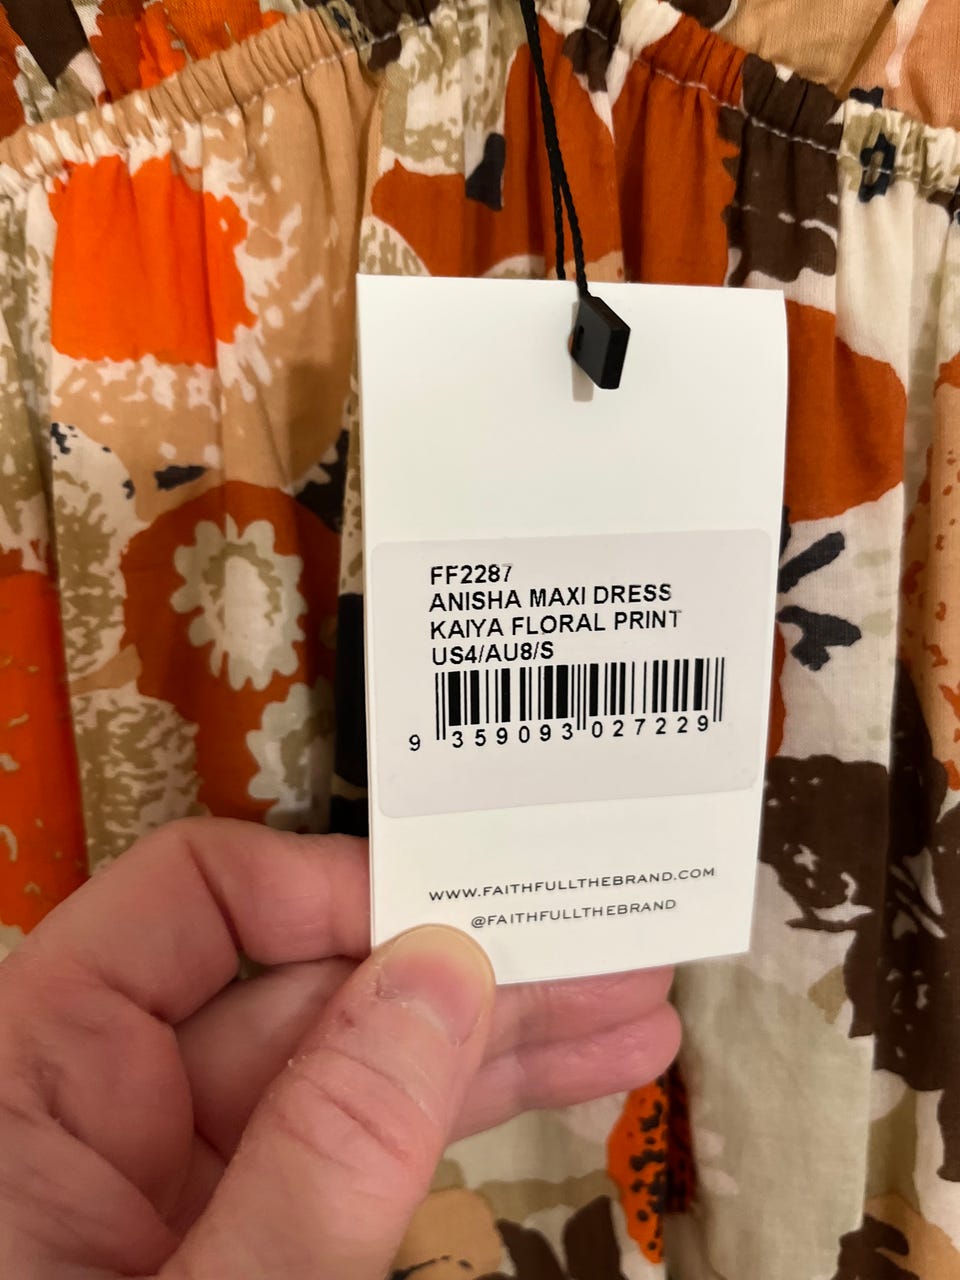 FF2287
ANISHA MAXI DRESS
KAIYA FLORAL PRINT
US4/AU8/S
9 359093 027229
WWW.FAITHFULLTHEBRAND.COM
@FAITHFULLTHEBRAND